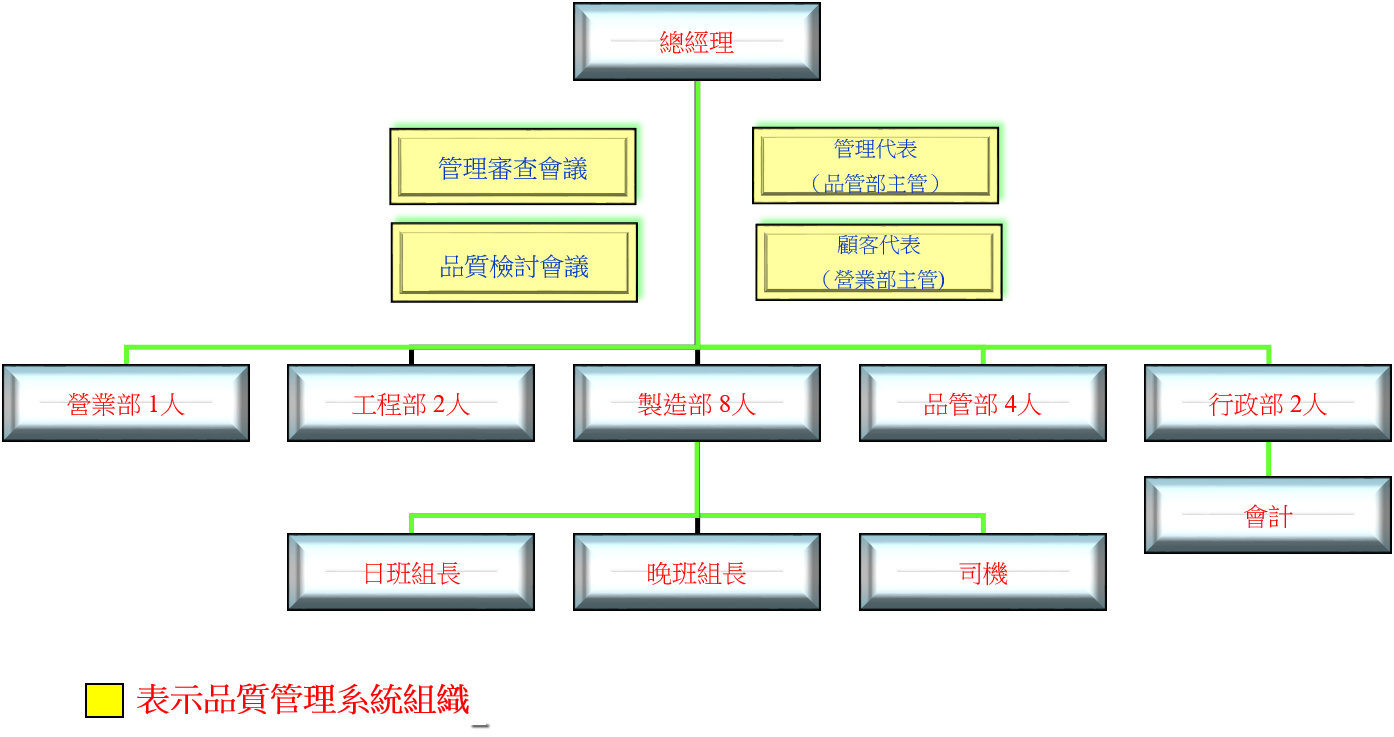 總經理
管理審查會議
管理代表
（品管部主管）
品質檢討會議
顧客代表
（營業部主管)
營業部 1人
工程部 2人
製造部 8人
品管部 4人
行政部 2人
會計
日班組長
晚班組長
司機
表示品質管理系統組織